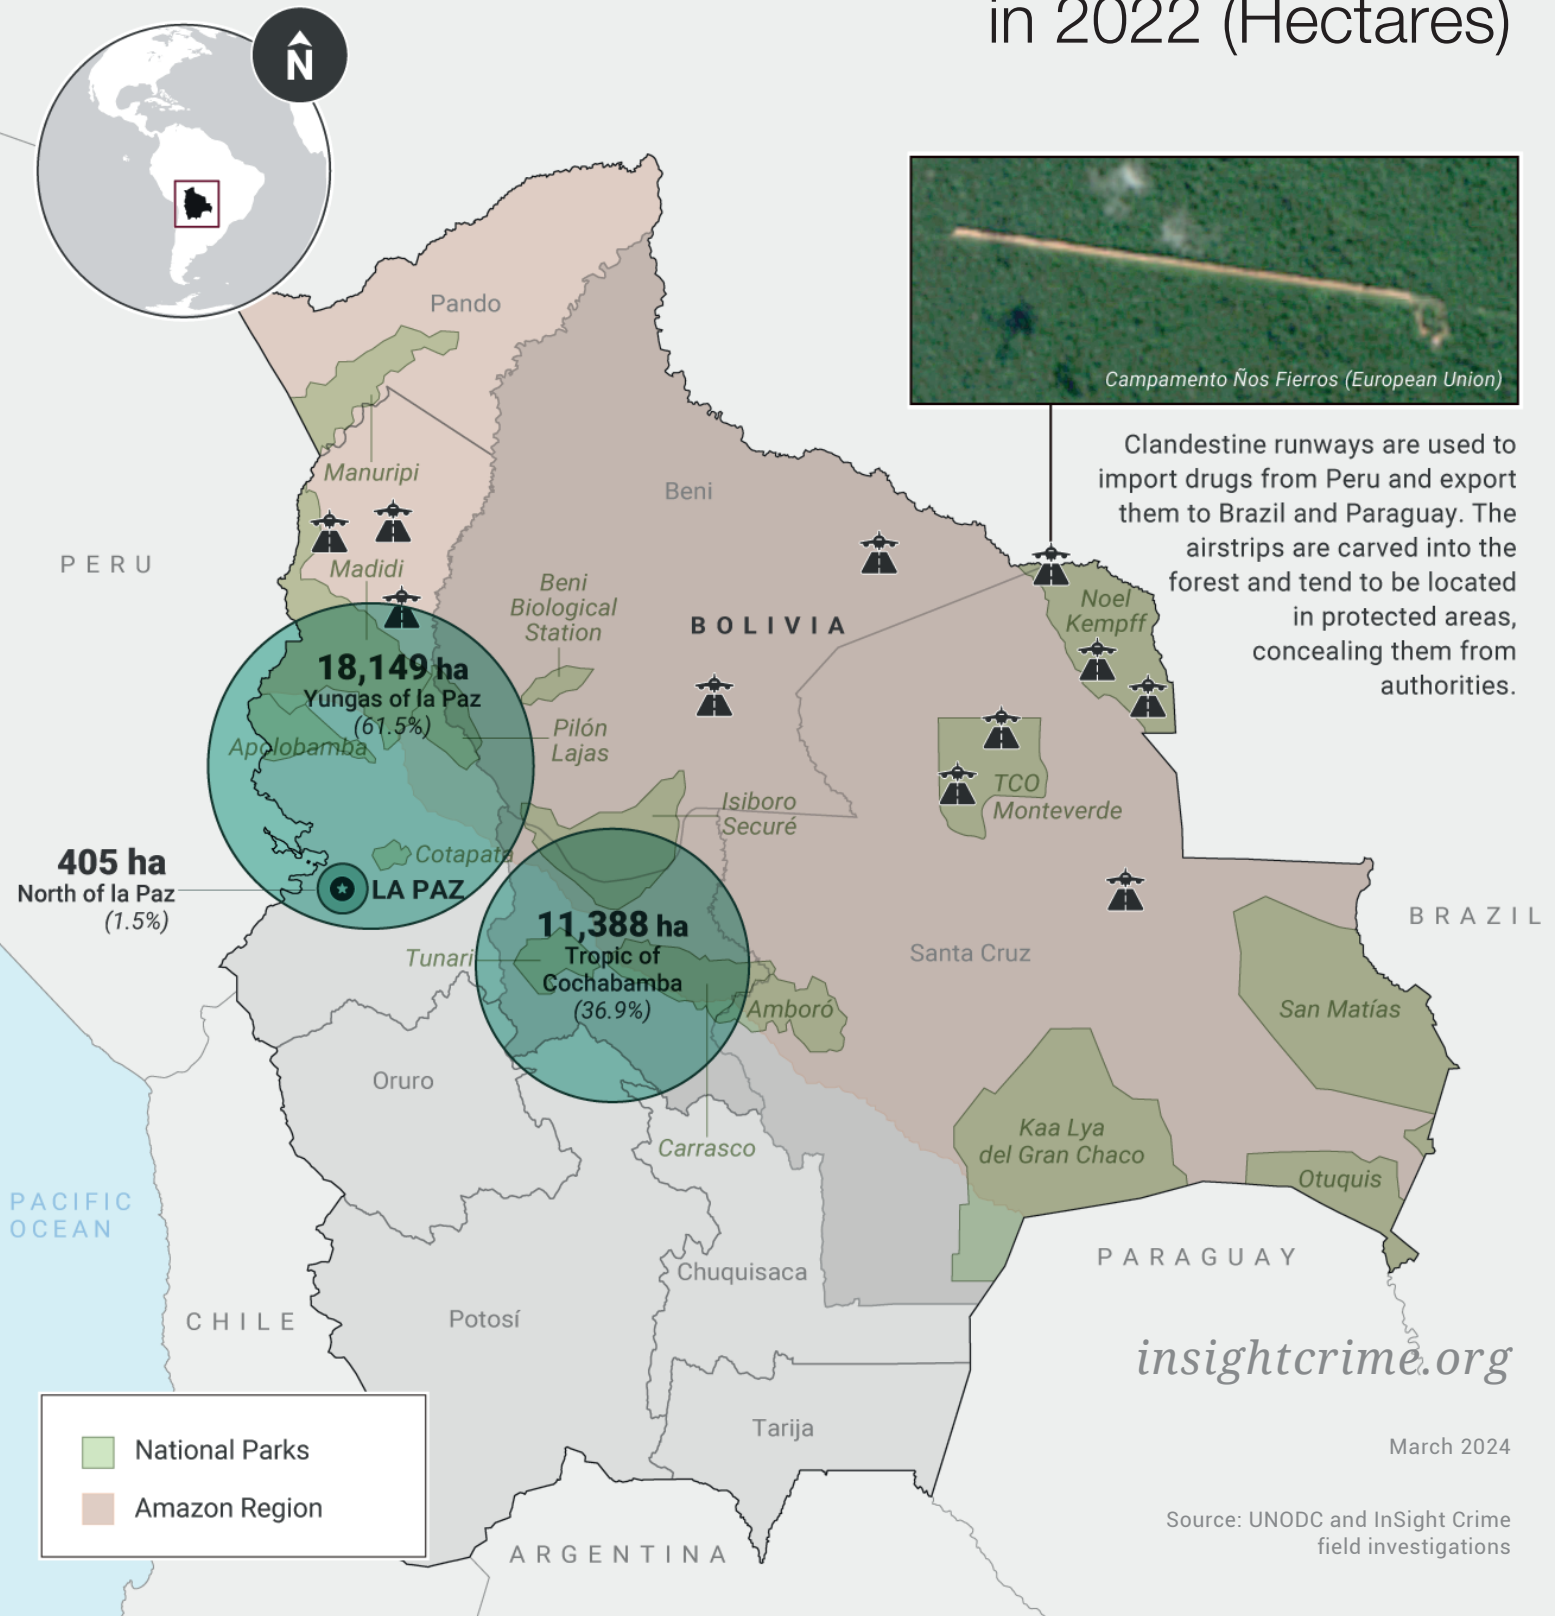 in 2022 (Hectares)
N
Campamento Ños Fierros (European Union)
Clandestine runways are used to
import drugs from Peru and export
them to Brazil and Paraguay. The
airstrips are carved into the
forest and tend to be located
in protected areas,
concealing them from
authorities.
Pando
Manuripi
Beni
PERU
Madidi
Beni
Biological
Station
BOLIVIA
Noel
Kempff
18,149 ha
Yungas of la Paz
(61.5%)
Apolobamba
Pilón
Lajas
TCO
Monteverde
Isiboro
Securé
Cotapata
405 ha
North of la Paz
(1.5%)
LA PAZ
11,388 ha
Tropic of
Cochabamba
(36.9%)
Tunari
BRAZIL
Santa Cruz
Amboró
San Matías
Oruro
Carrasco
Kaa Lya
del Gran Chaco
Otuquis
PACIFIC
OCEAN
PARAGUAY
Chuquisaca
CHILE
Potosí
insightcrime.org
Tarija
March 2024
National Parks
Amazon Region
Source: UNODC and InSight Crime
field investigations
ARGENTINA